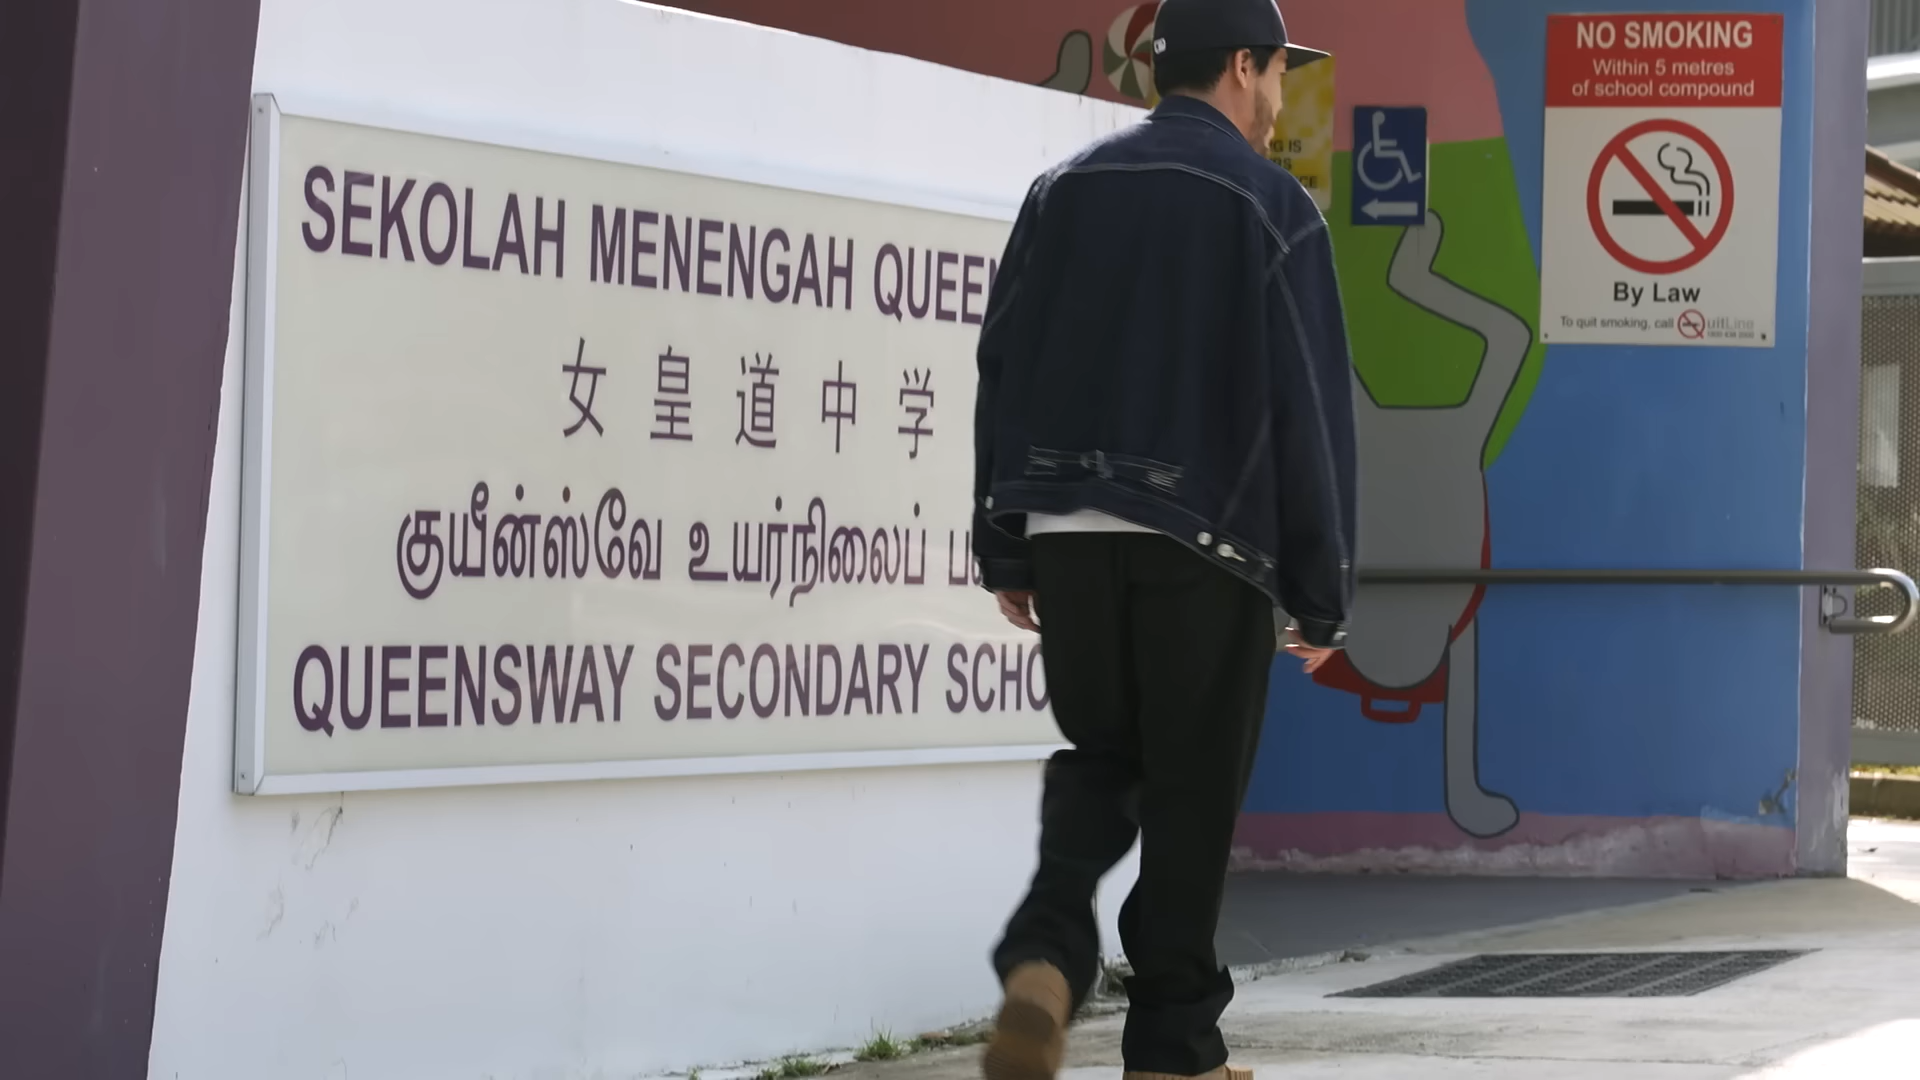 SEKOLAH MENENGAH QUEEN
女皇道中学
குயீன்ஸ்வே உயர்நிலைப் ப
QUEENSWAY SECONDARY SCHO
NO SMOKING
Within 5 metres
of school compound
By Law
To quit smoking, call QuitLine